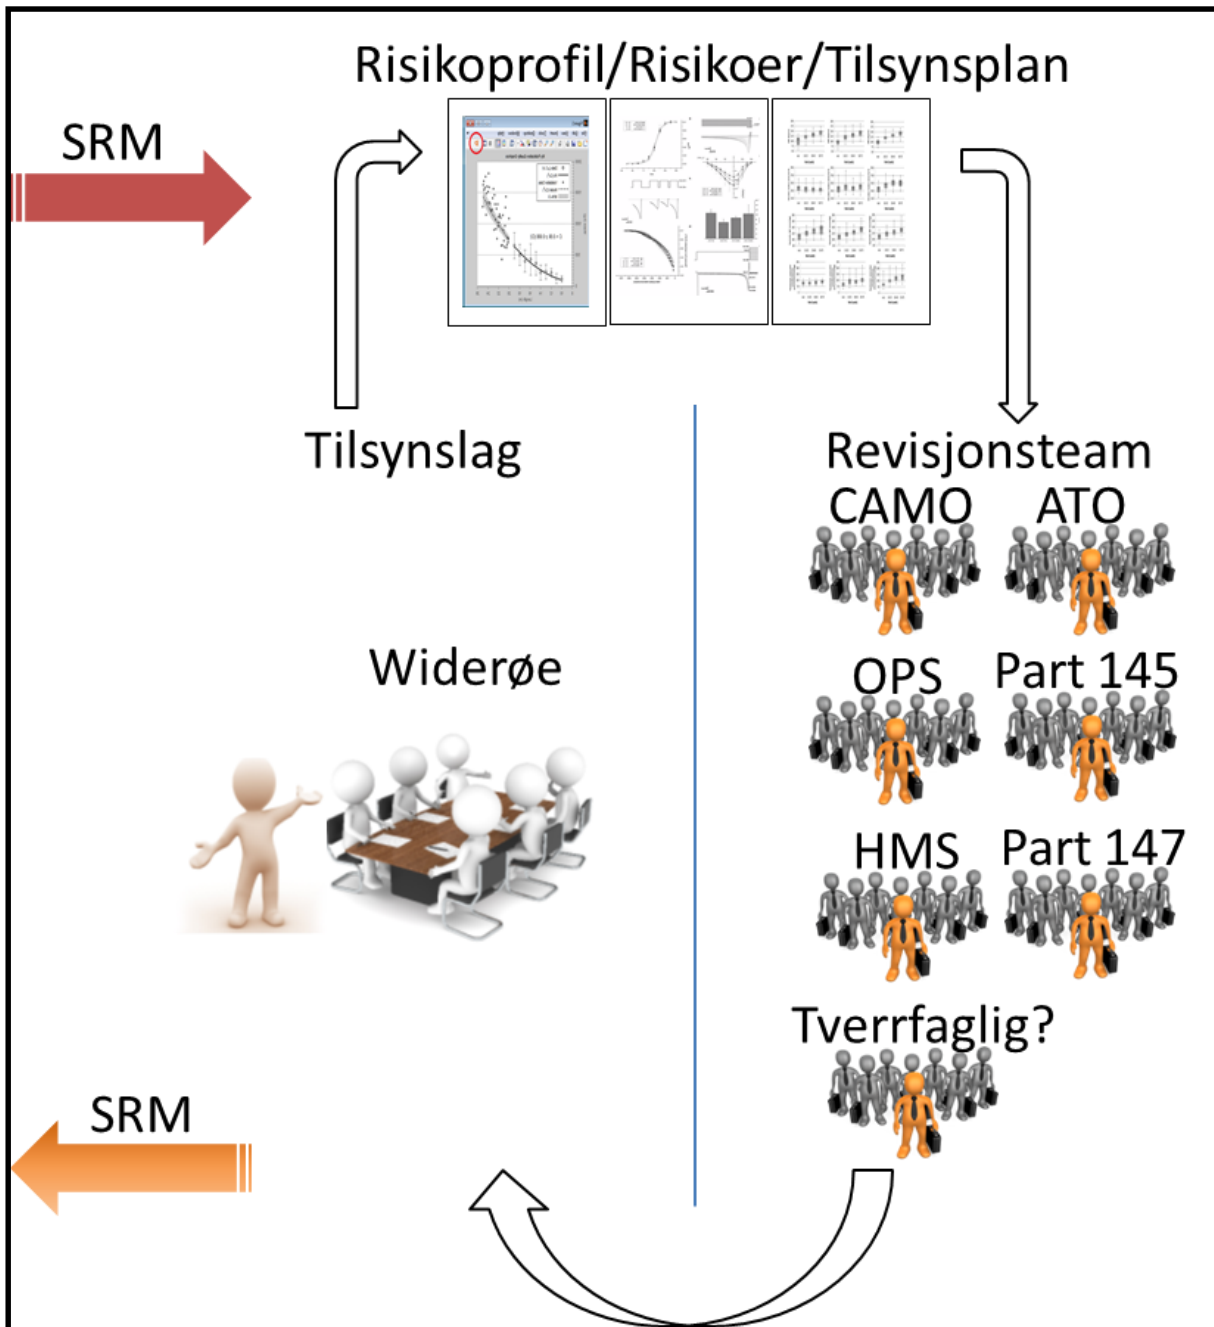 Risikoprofil/Risikoer/Tilsynsplan
SRM
Tilsynslag
Revisjonsteam
CAMO ATO
Widerøe
OPS Part 145
HMS Part 147
Tverrfaglig?
SRM